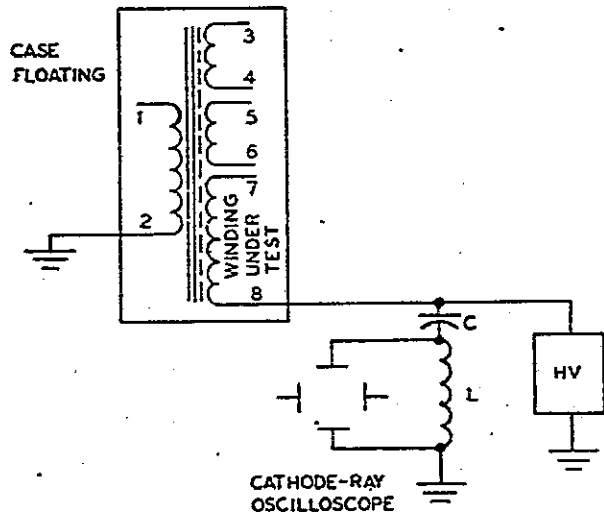 CASE
FLOATING
1
2
3
4
5
6
7
8
WINDING
UNDER
TEST
C
L
HV
CATHODE-RAY
OSCILLOSCOPE